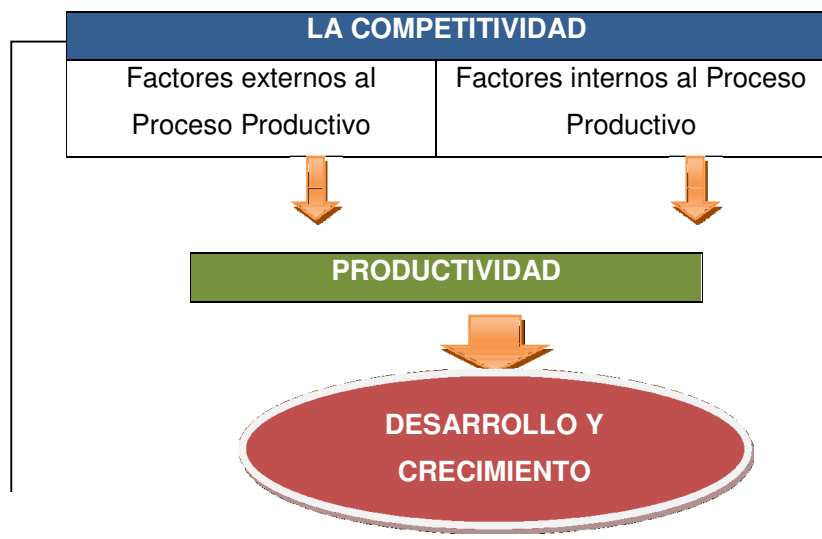 LA COMPETITIVIDAD
Factores externos al
Proceso Productivo
Factores internos al Proceso
Productivo
PRODUCTIVIDAD
DESARROLLO Y
CRECIMIENTO